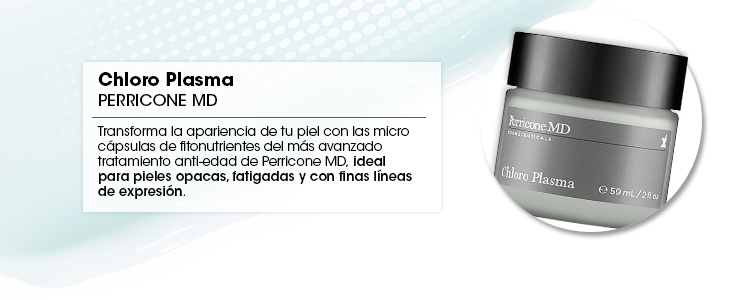 Chloro Plasma
PERRICONE MD
Transforma la apariencia de tu piel con las micro
cápsulas de fitonutrientes del más avanzado
tratamiento anti-edad de Perricone MD, ideal
para pieles opacas, fatigadas y con finas líneas
de expresión.
Perricone MD
COSMECEUTICALS
Chloro Plasma
℮ 59 mL / 2 fl oz